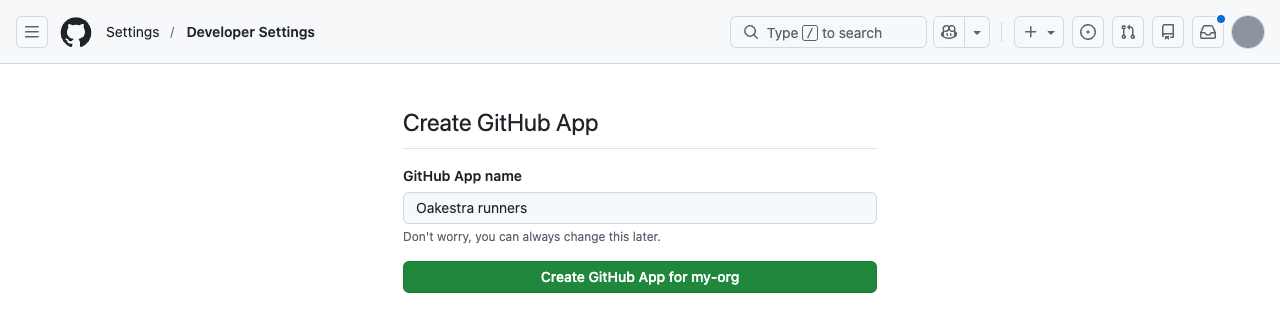 Settings / Developer Settings
Type / to search
Create GitHub App
GitHub App name
Oakestra runners
Don't worry, you can always change this later.
Create GitHub App for my-org